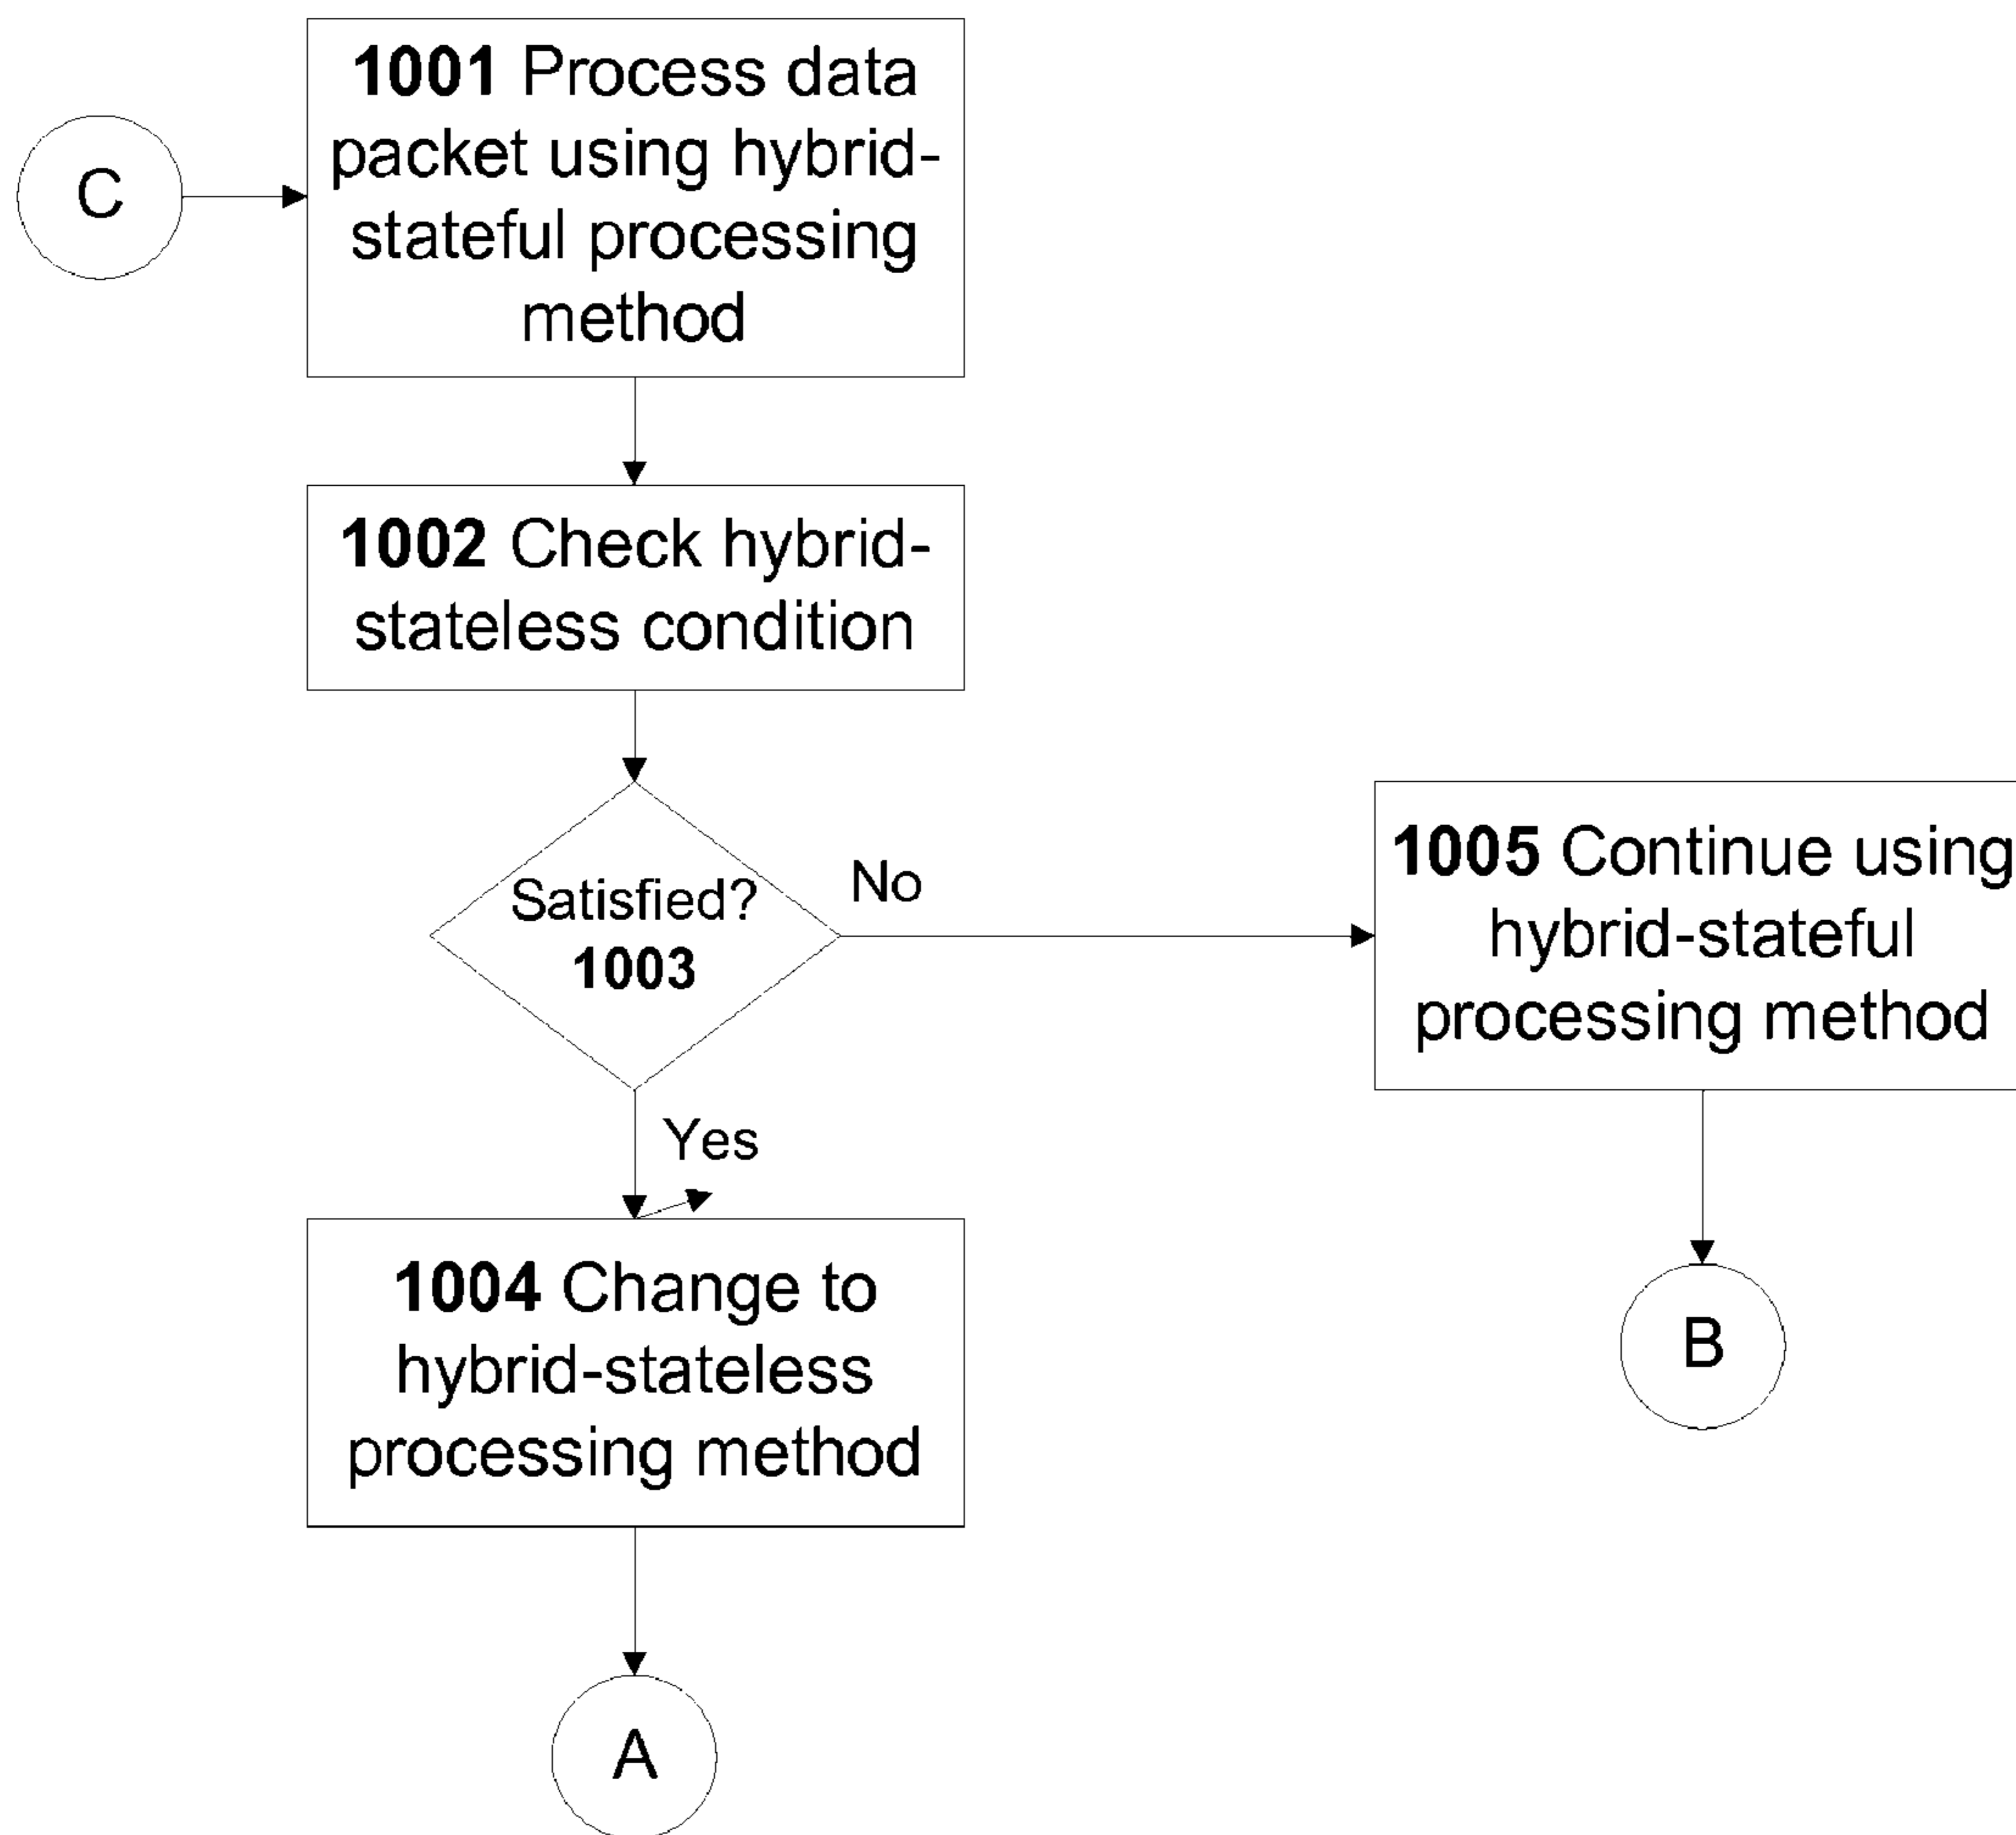 C
1001 Process data
packet using hybrid-
stateful processing
method
1002 Check hybrid-
stateless condition
Satisfied?
1003
No
1005 Continue using
hybrid-stateful
processing method
Yes
1004 Change to
hybrid-stateless
processing method
B
A